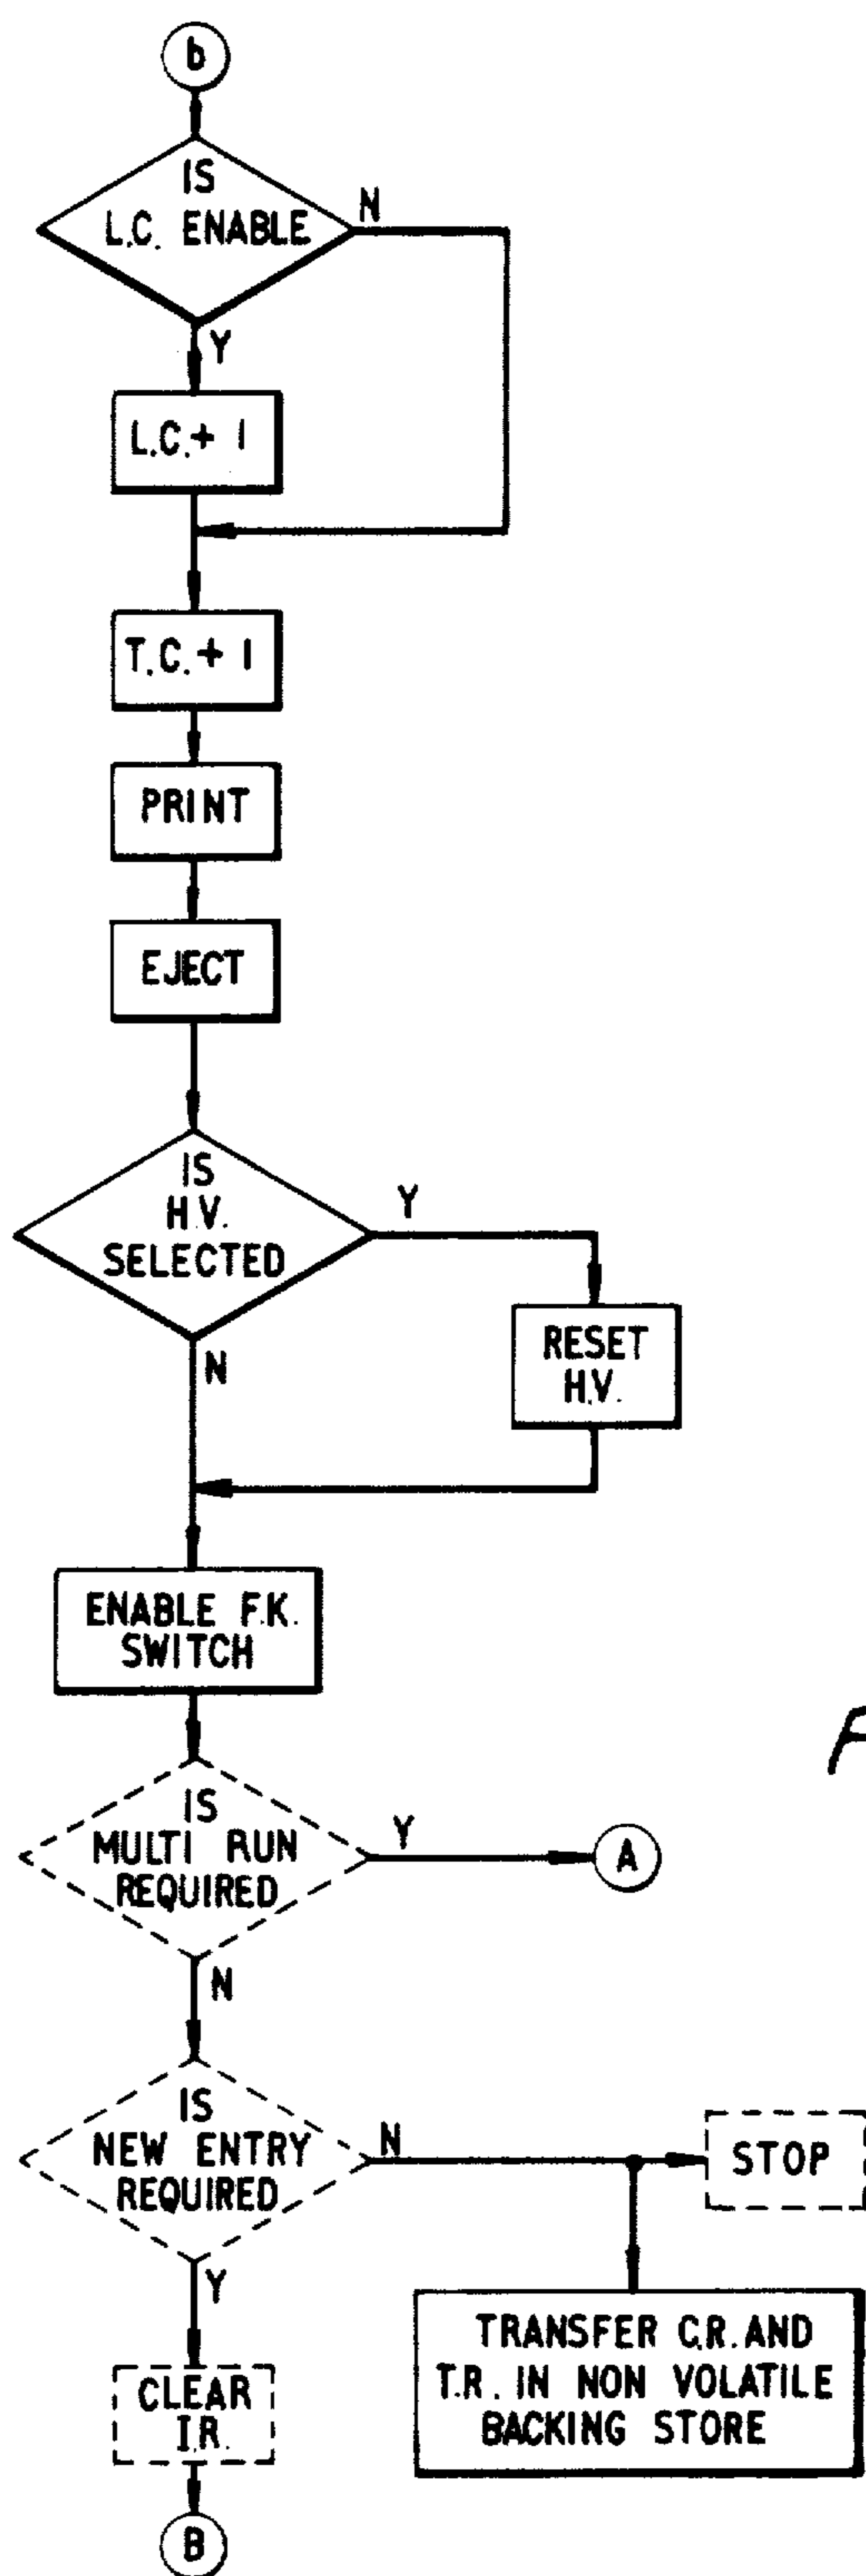 b
IS
L.C. ENABLE
N
Y
L.C. + 1
T.C. + 1
PRINT
EJECT
IS
H.V.
SELECTED
Y
N
RESET
H.V.
ENABLE F.K.
SWITCH
F
IS
MULTI RUN
REQUIRED
Y
A
N
IS
NEW ENTRY
REQUIRED
N
STOP
Y
TRANSFER C.R. AND
T.R. IN NON VOLATILE
BACKING STORE
CLEAR
I.R.
B